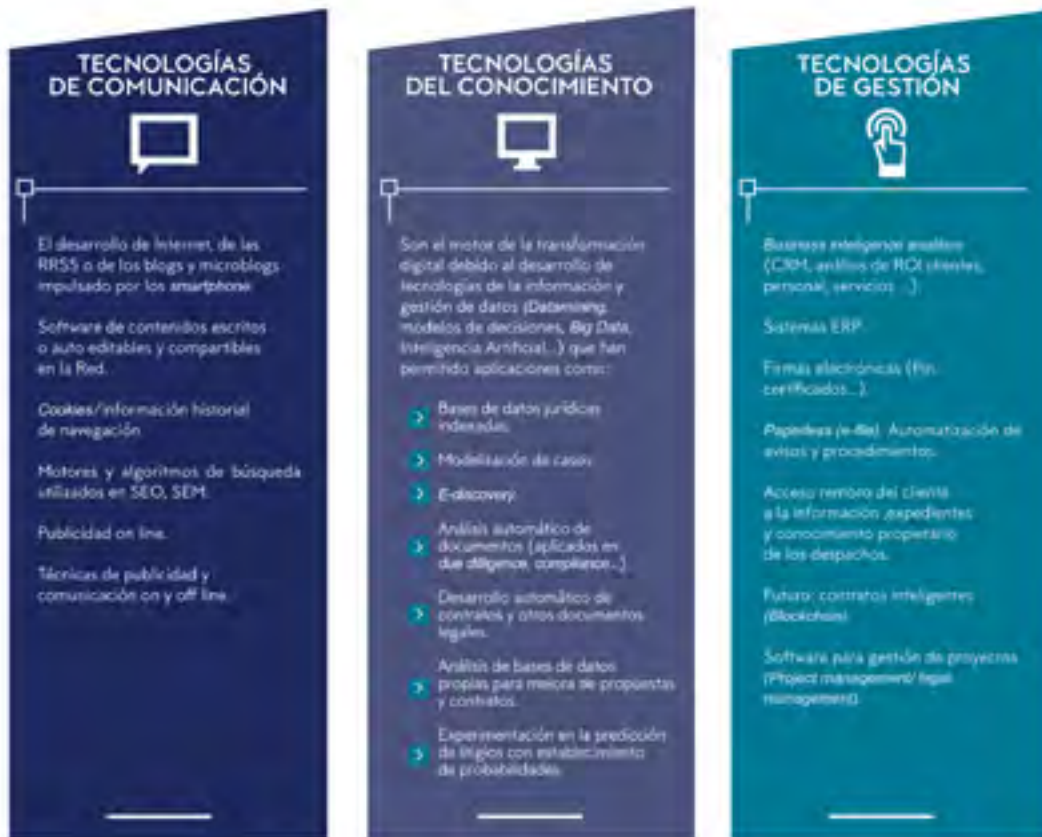 TECNOLOGÍAS
DE COMUNICACIÓN
El desarrollo de Internet, de las
RRSS o de los blogs y microblogs
impulsado por los smartphone
Software de contenidos escritos
o auto editables y compartibles
en la Red.
Cookies/información historial
de navegación
Motores y algoritmos de búsqueda
utilizados en SEO, SEM.
Publicidad on line.
Técnicas de publicidad y
comunicación on y off line.
TECNOLOGÍAS
DEL CONOCIMIENTO
Son el motor de la transformación
digital debido al desarrollo de
tecnologías de la información y
gestión de datos (Datamining,
modelos de decisiones, Big Data,
Inteligencia Artificial...) que han
permitido aplicaciones como:
Bases de datos jurídicas
indexadas.
Modelización de casos
E-discovery.
Análisis automático de
documentos (aplicados en
due diligence, compliance...)
Desarrollo automático de
contratos y otros documentos
legales.
Análisis de bases de datos
propias para mejora de propuestas
y contratos.
Experimentación en la predicción
de litigios con establecimiento
de probabilidades.
TECNOLOGÍAS
DE GESTIÓN
Business inteligence
(CRM, análisis de ROI clientes,
personal, servicios ...)
Sistemas ERP.
Firmas electrónicas (Pin,
certificados...).
Paperless (e-file). Automatización de
avisos y procedimientos.
Acceso remoto del cliente
a la información ,expedientes
y conocimiento propietario
de los despachos.
Futuro: contratos inteligentes
(Blockchain)
Software para gestión de proyectos
(Project management/ legal
management).